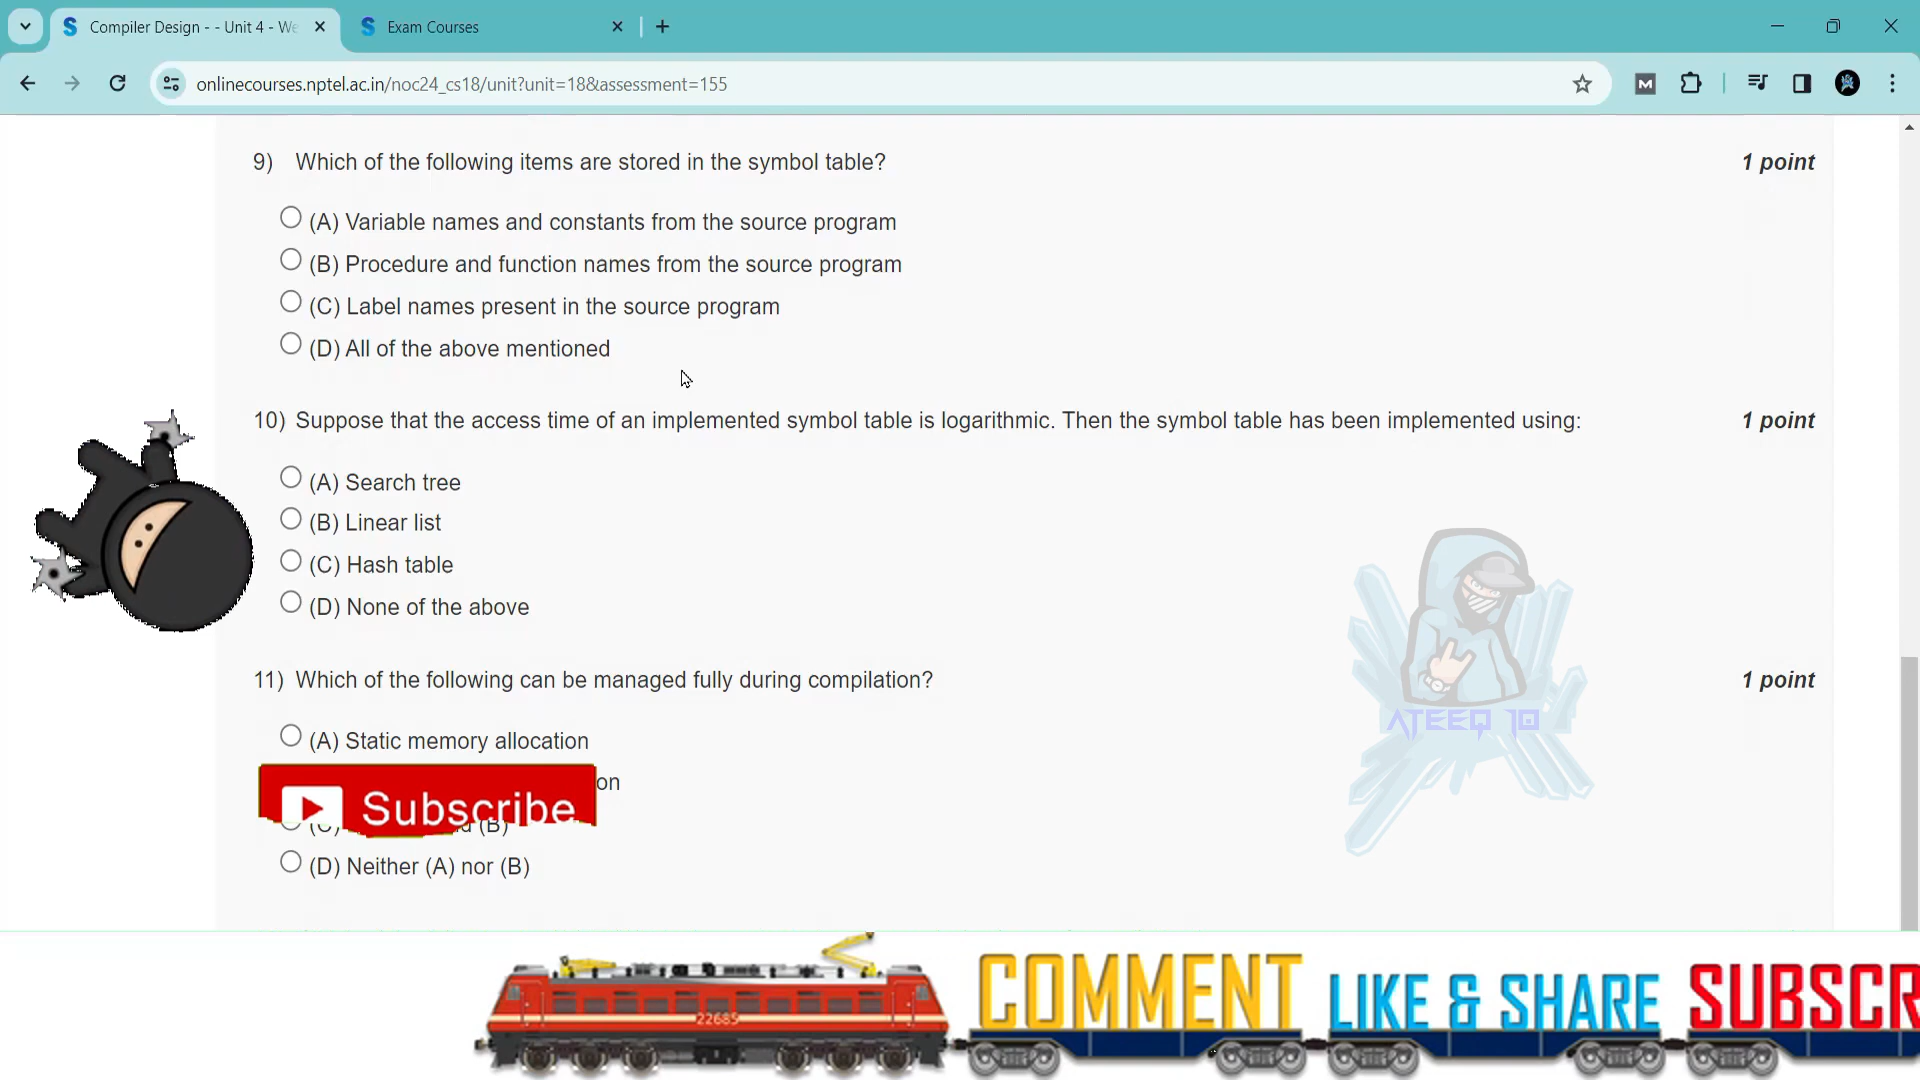 Compiler Design - - Unit 4 - We
Exam Courses
onlinecourses.nptel.ac.in/noc24_cs18/unit?unit=18&assessment=155
M
9) Which of the following items are stored in the symbol table? 1 point
(A) Variable names and constants from the source program
(B) Procedure and function names from the source program
(C) Label names present in the source program
(D) All of the above mentioned
10) Suppose that the access time of an implemented symbol table is logarithmic. Then the symbol table has been implemented using: 1 point
(A) Search tree
(B) Linear list
(C) Hash table
(D) None of the above
11) Which of the following can be managed fully during compilation? 1 point
(A) Static memory allocation
on
Subscribe
(B)
(D) Neither (A) nor (B)
ATEEQ 10
22685
COMMENT
LIKE & SHARE
SUBSCR